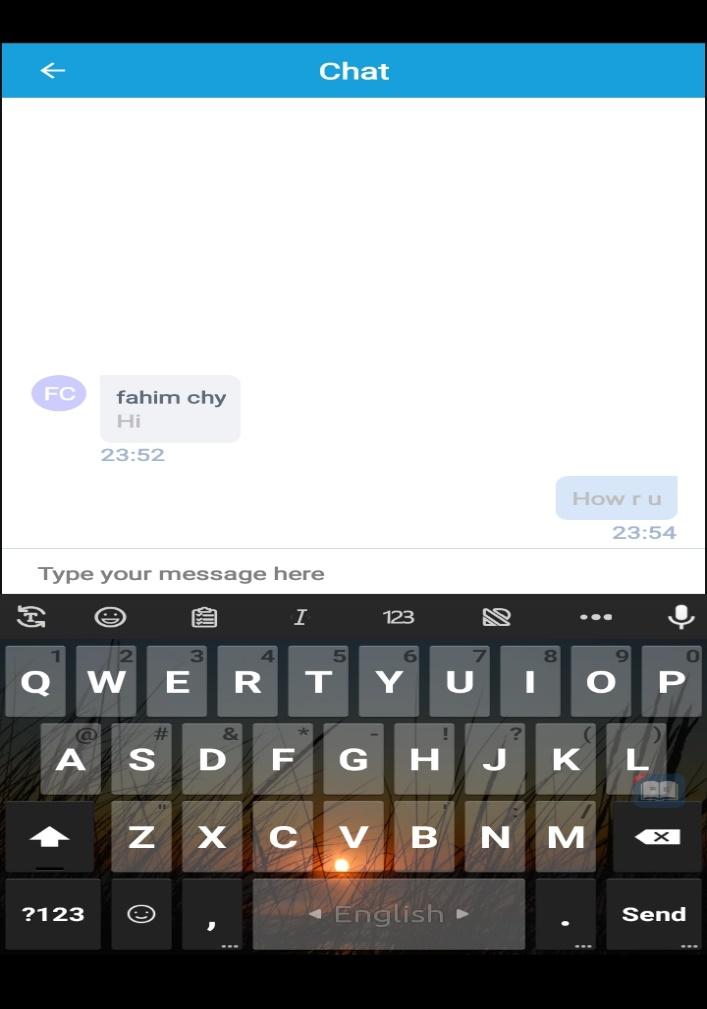 Chat
FC
fahim chy
Hi
23:52
How r u
23:54
Type your message here
T I 123
1 2 3 4 5 6 7 8 9 0
Q W E R T Y U I O P
@ # & * - ! ? ( )
A S D F G H J K L
" ' : /
Z X C V B N M
?123 , English . Send